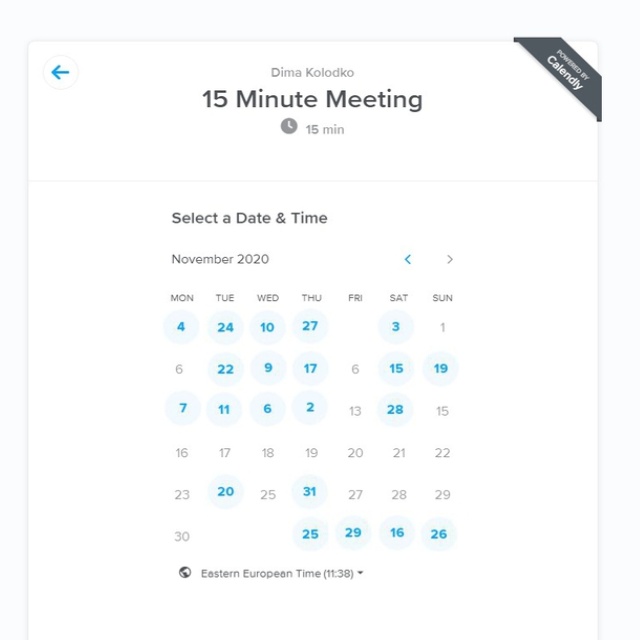 POWERED BY
Calendly
Dima Kolodko
15 Minute Meeting
15 min
Select a Date & Time
November 2020
MON TUE WED THU FRI SAT SUN
4 24 10 27 3 1
6 22 9 17 6 15 19
7 11 6 2 13 28 15
16 17 18 19 20 21 22
23 20 25 31 27 28 29
30 25 29 16 26
Eastern European Time (11:38)